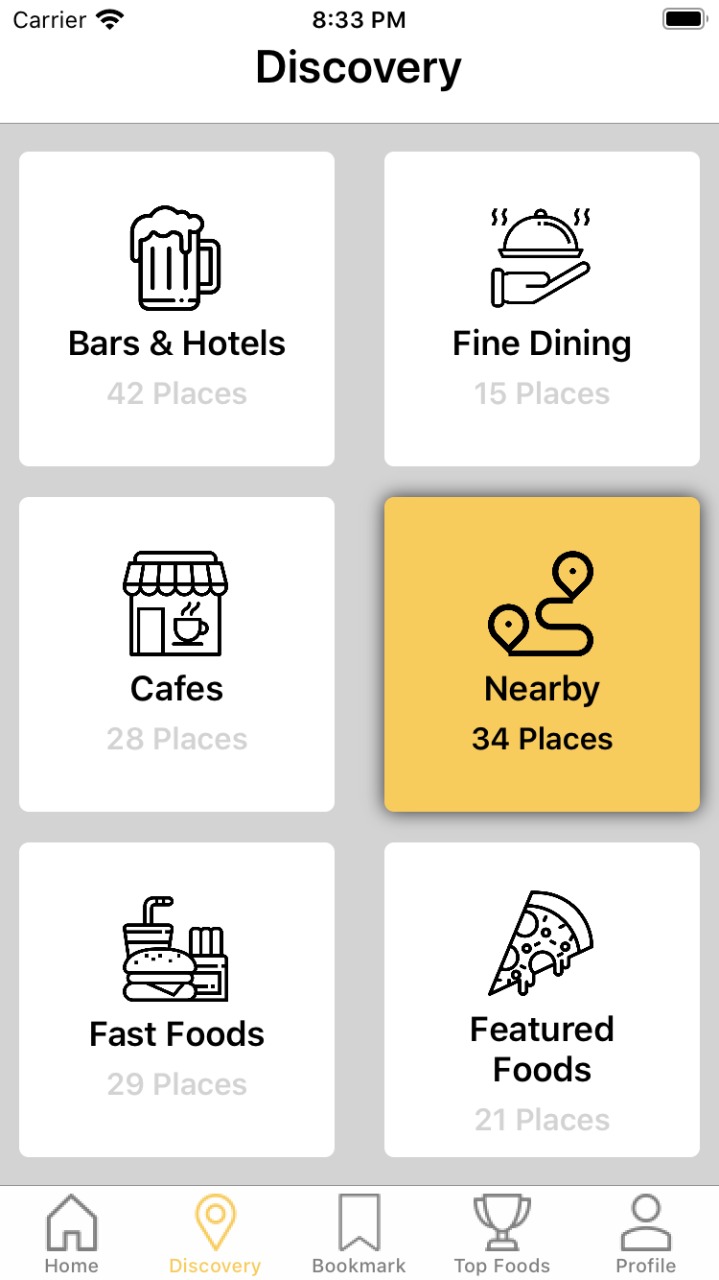 Carrier 8:33 PM
Discovery
Bars & Hotels
42 Places
Fine Dining
15 Places
Cafes
28 Places
Nearby
34 Places
Fast Foods
29 Places
Featured
Foods
21 Places
Home Discovery Bookmark Top Foods Profile